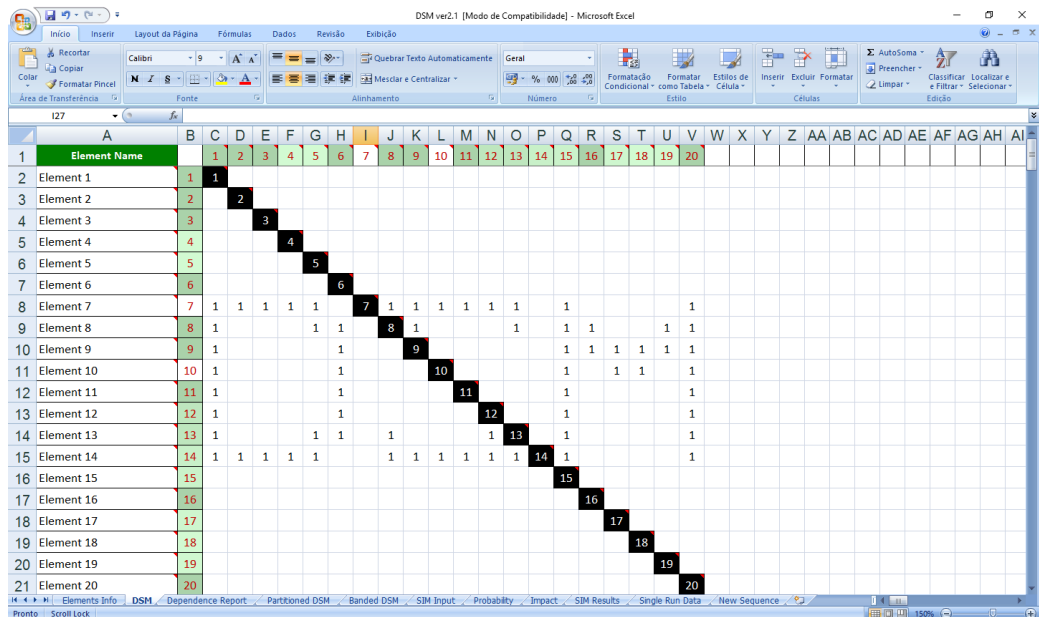 DSM ver2.1 [Modo de Compatibilidade] - Microsoft Excel
Início Inserir Layout da Página Fórmulas Dados Revisão Exibição
Colar
Recortar
Copiar
Formatar Pincel
Área de Transferência
Calibri 9
N I S
Fonte
Quebrar Texto Automaticamente
Mesclar e Centralizar
Alinhamento
Geral
% 000
Número
Formatação Condicional
Formatar como Tabela
Estilos de Célula
Estilo
Inserir Excluir Formatar
Células
Σ AutoSoma
Preencher
Limpar
Classificar e Filtrar
Localizar e Selecionar
Edição
I27 fx
A B C D E F G H I J K L M N O P Q R S T U V W X Y Z AA AB AC AD AE AF AG AH AI
1 Element Name 1 2 3 4 5 6 7 8 9 10 11 12 13 14 15 16 17 18 19 20
2 Element 1 1 1
3 Element 2 2 2
4 Element 3 3 3
5 Element 4 4 4
6 Element 5 5 5
7 Element 6 6 6
8 Element 7 7 1 1 1 1 1 7 1 1 1 1 1 1 1 1
9 Element 8 8 1 1 1 8 1 1 1 1 1 1
10 Element 9 9 1 1 9 1 1 1 1 1 1
11 Element 10 10 1 1 10 1 1 1 1
12 Element 11 11 1 1 11 1 1
13 Element 12 12 1 1 12 1 1
14 Element 13 13 1 1 1 1 1 13 1 1
15 Element 14 14 1 1 1 1 1 1 1 1 1 1 1 14 1 1
16 Element 15 15 15
17 Element 16 16 16
18 Element 17 17 17
19 Element 18 18 18
20 Element 19 19 19
21 Element 20 20 20
Elements Info DSM Dependence Report Partitioned DSM Banded DSM SIM Input Probability Impact SIM Results Single Run Data New Sequence
Pronto Scroll Lock 150%